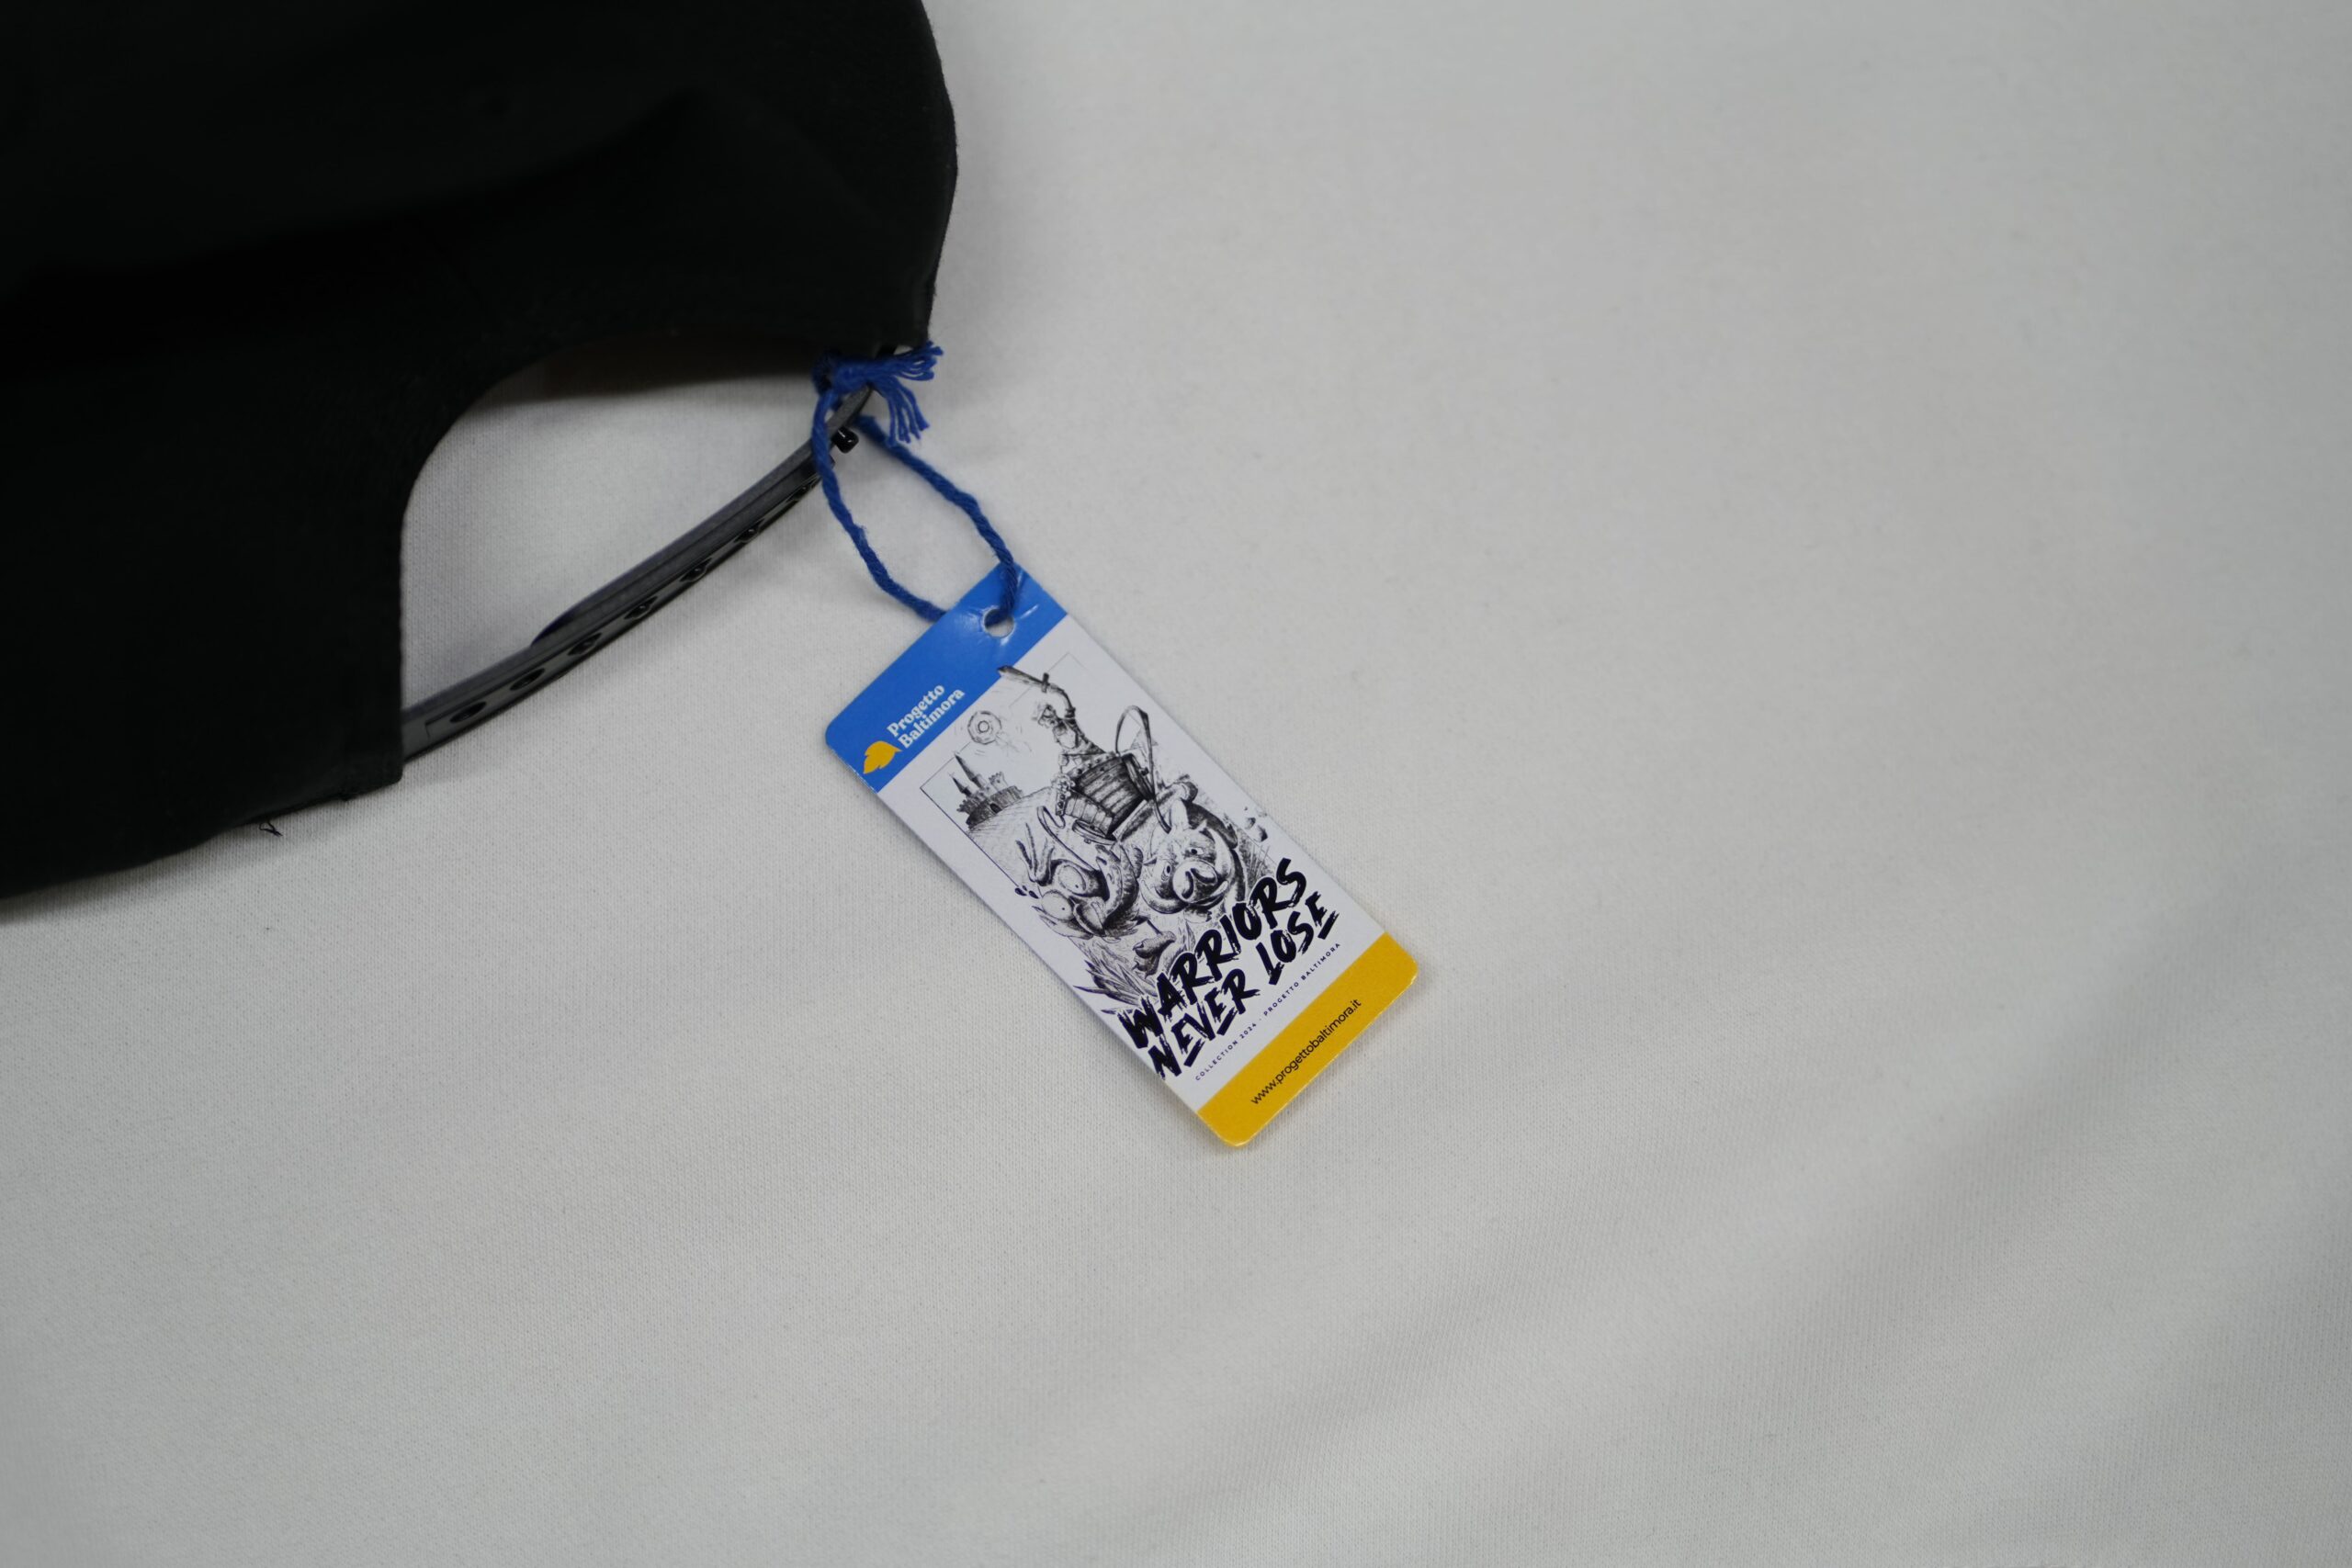 Progetto
Baltimora
WARRIORS
NEVER LOSE
COLLECTION 2024 - PROGETTO BALTIMORA
www.progettobaltimora.it